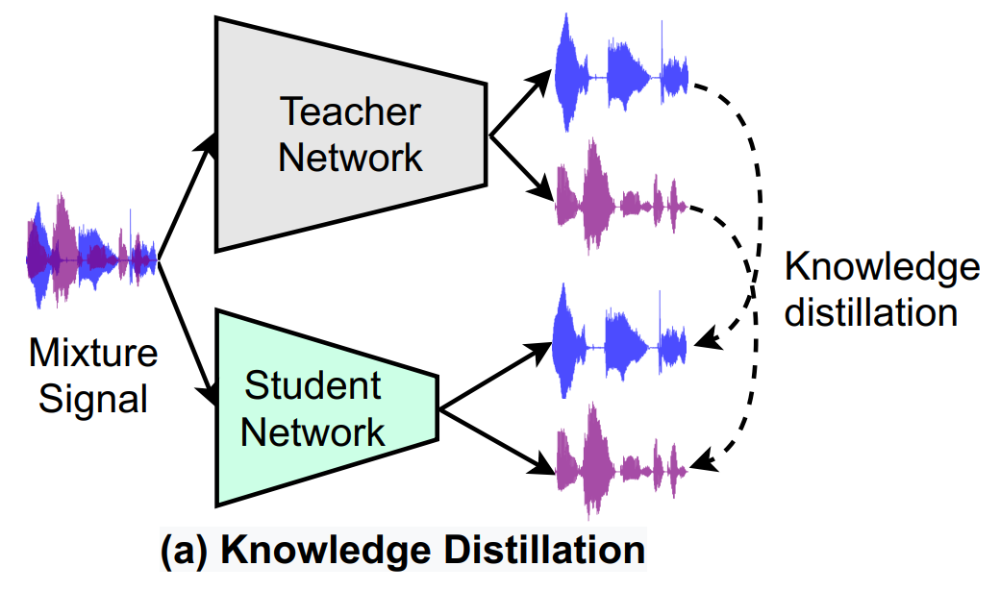 Teacher
Network
Mixture
Signal
Student
Network
Knowledge
distillation
(a) Knowledge Distillation